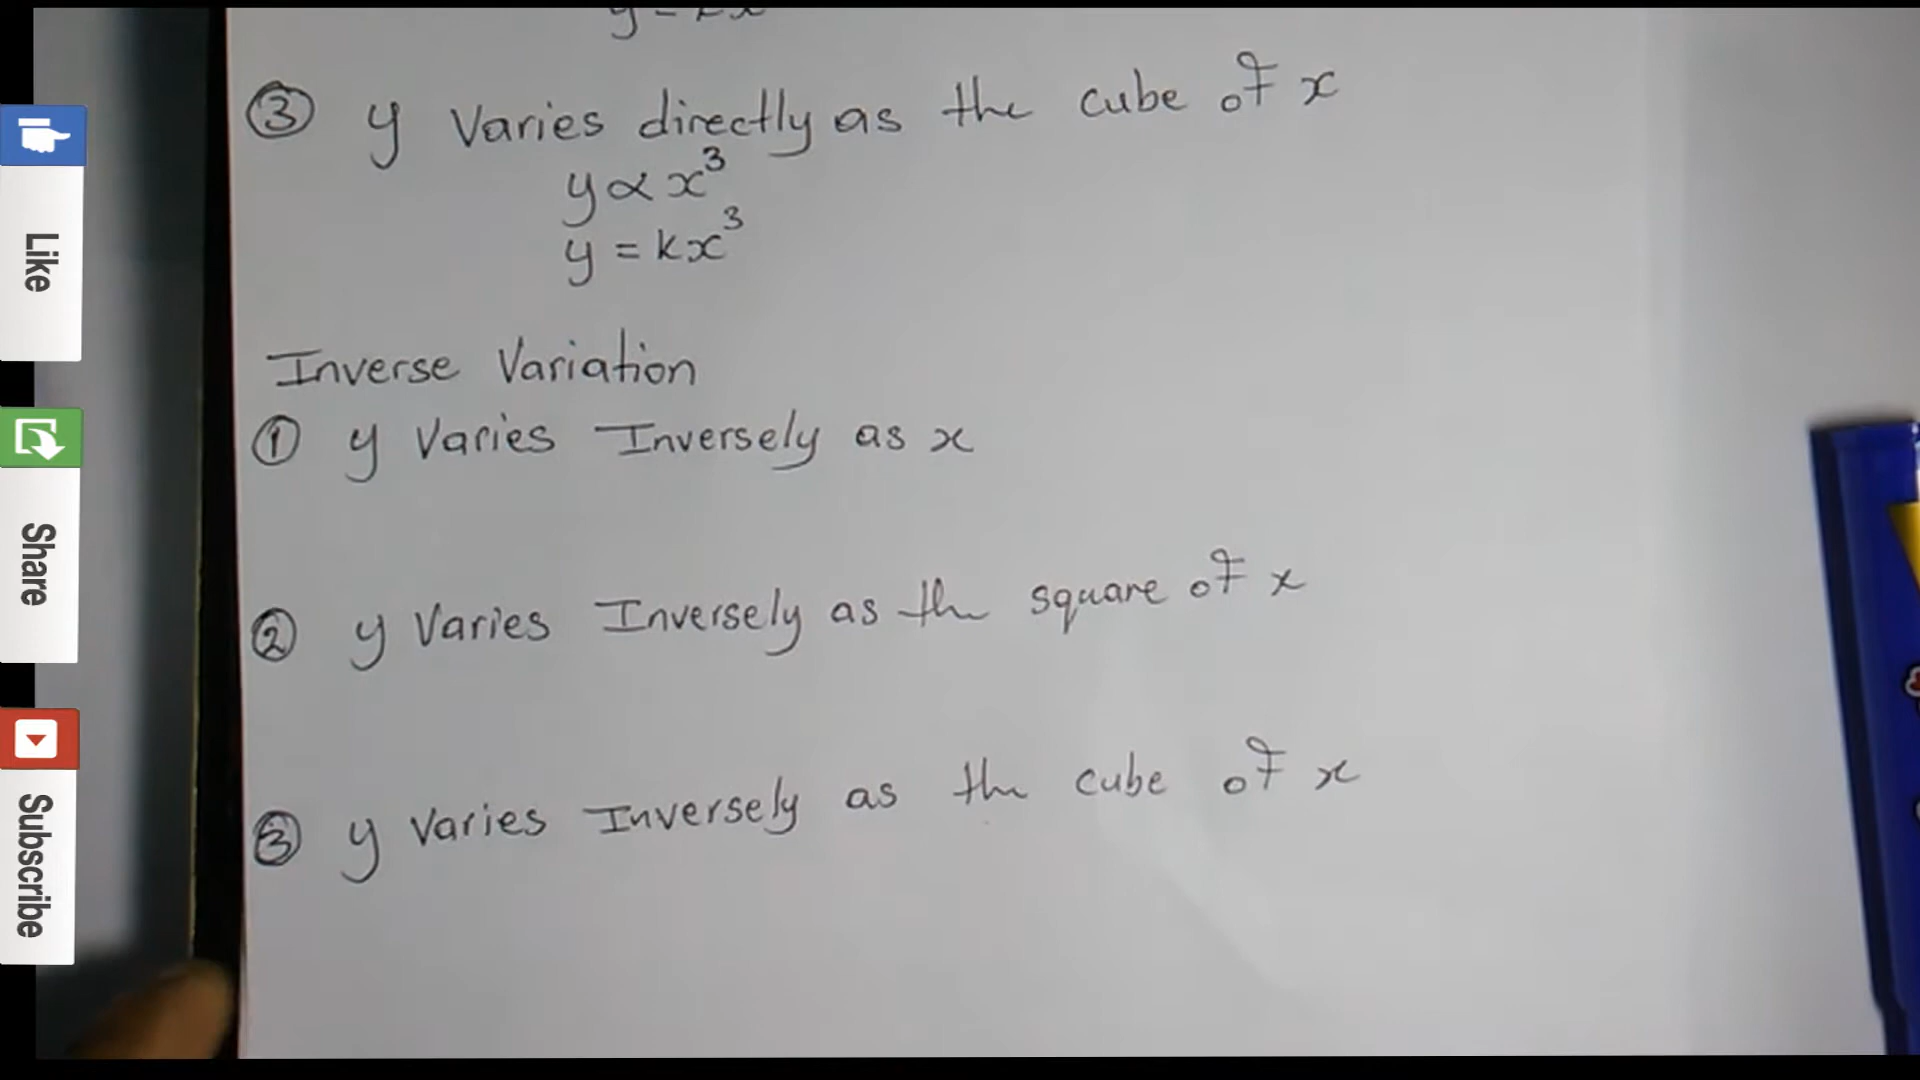 y = kx
③ y varies directly as the cube of x
y ∝ x³
y = kx³
Inverse Variation
① y varies Inversely as x
② y varies Inversely as the square of x
③ y varies Inversely as the cube of x
Like
Share
Subscribe